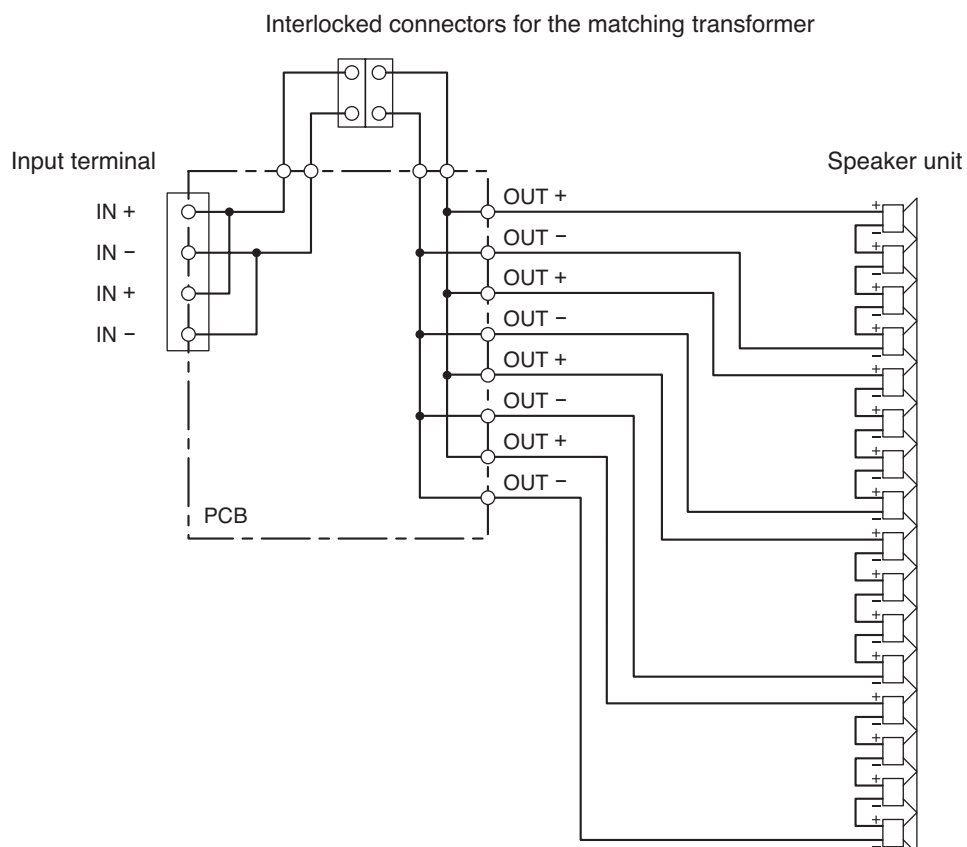 Interlocked connectors for the matching transformer
Input terminal
Speaker unit
IN +
IN −
IN +
IN −
OUT +
OUT −
OUT +
OUT −
OUT +
OUT −
OUT +
OUT −
PCB
+
−
+
−
+
−
+
−
+
−
+
−
+
−
+
−
+
−
+
−
+
−
+
−
+
−
+
−
+
−
+
−